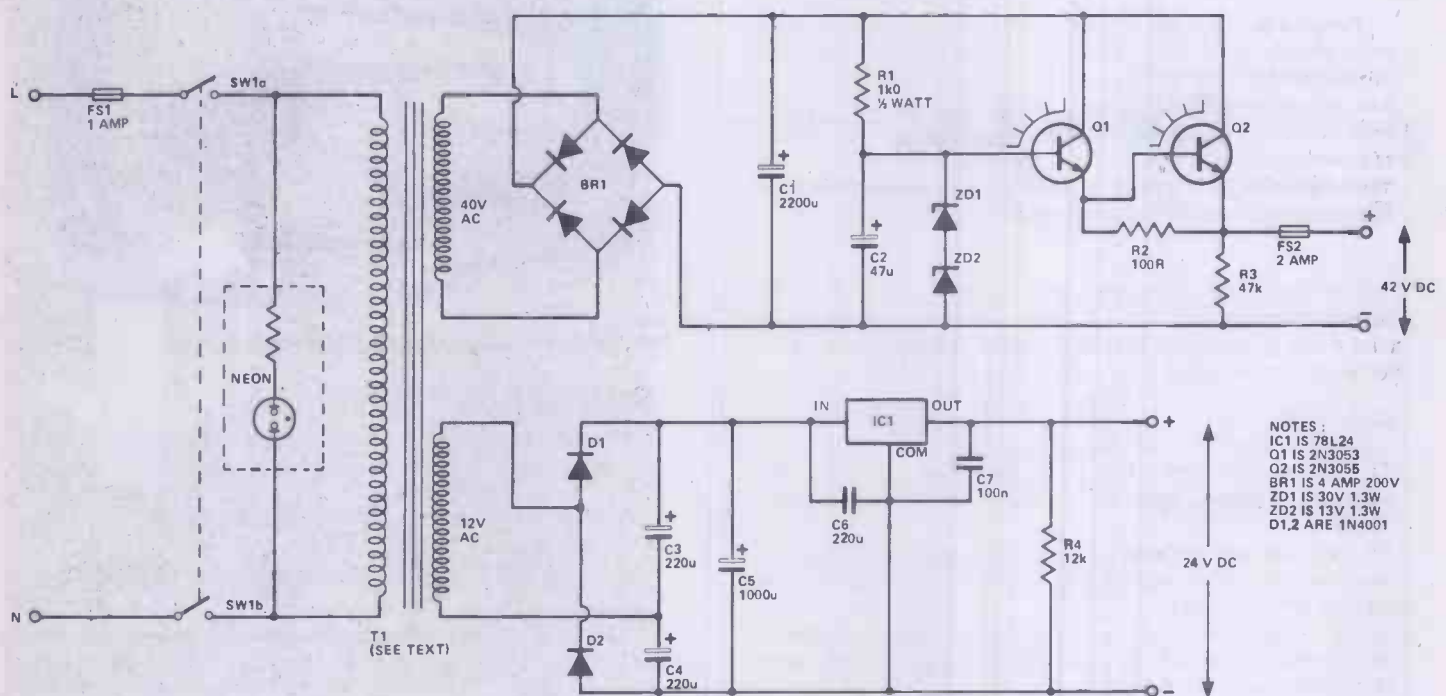 L
FS1
1 AMP
SW1a
NEON
N
SW1b
T1
(SEE TEXT)
40V
AC
BR1
12V
AC
C1
2200u
R1
1k0
½ WATT
C2
47u
ZD1
ZD2
Q1
Q2
R2
100R
FS2
2 AMP
R3
47k
+
42 V DC
−
D1
D2
+
C3
220u
+
C4
220u
+
C5
1000u
IN
IC1
OUT
COM
C6
220u
C7
100n
R4
12k
+
24 V DC
−
NOTES :
IC1 IS 78L24
Q1 IS 2N3053
Q2 IS 2N3055
BR1 IS 4 AMP 200V
ZD1 IS 30V 1.3W
ZD2 IS 13V 1.3W
D1,2 ARE 1N4001